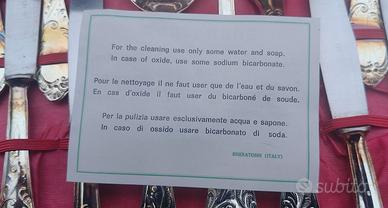 For the cleaning use only some water and soap.
In case of oxide, use some sodium bicarbonate.
Pour le nettoyage il ne faut user que de l'eau et du savon.
En cas d'oxide il faut user du bicarboné de soude.
Per la pulizia usare esclusivamente acqua e sapone.
In caso di ossido usare bicarbonato di soda.
(ITALY)
subito